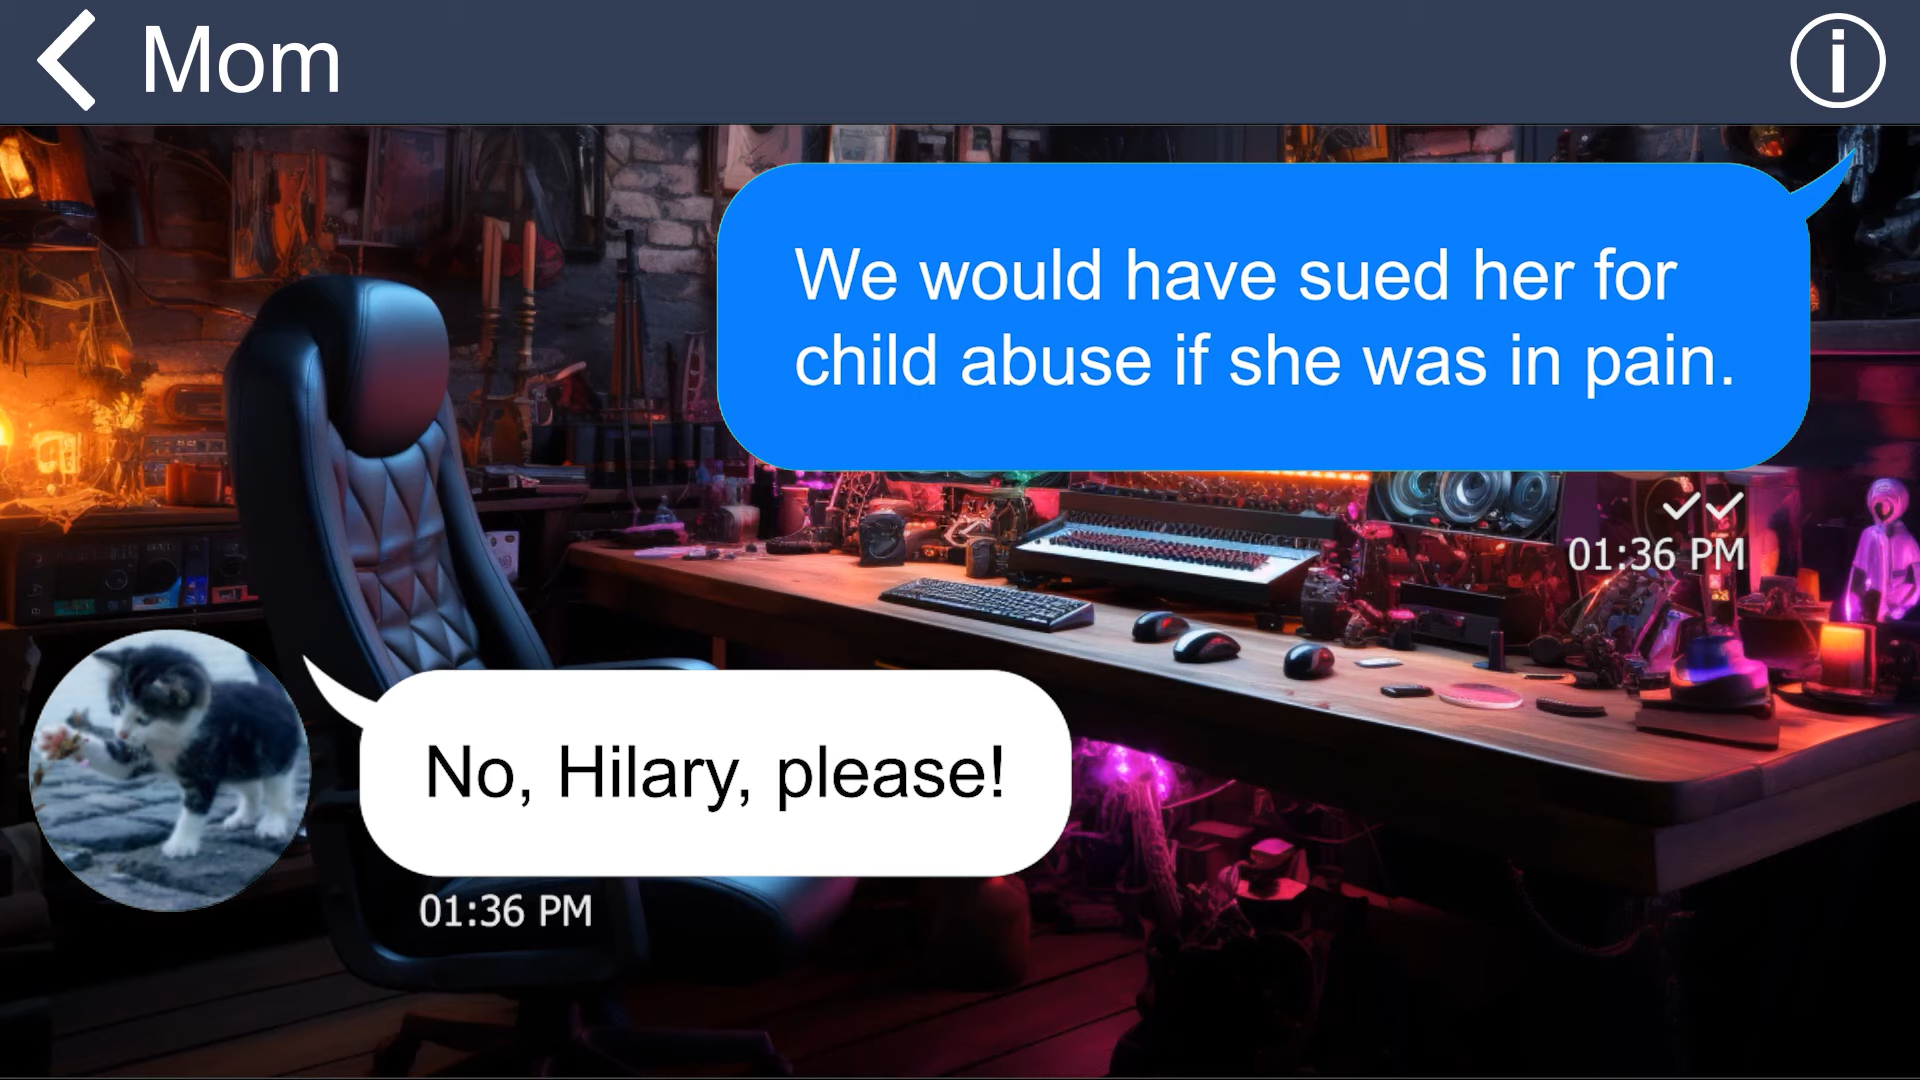 Mom
We would have sued her for
child abuse if she was in pain.
01:36 PM
No, Hilary, please!
01:36 PM